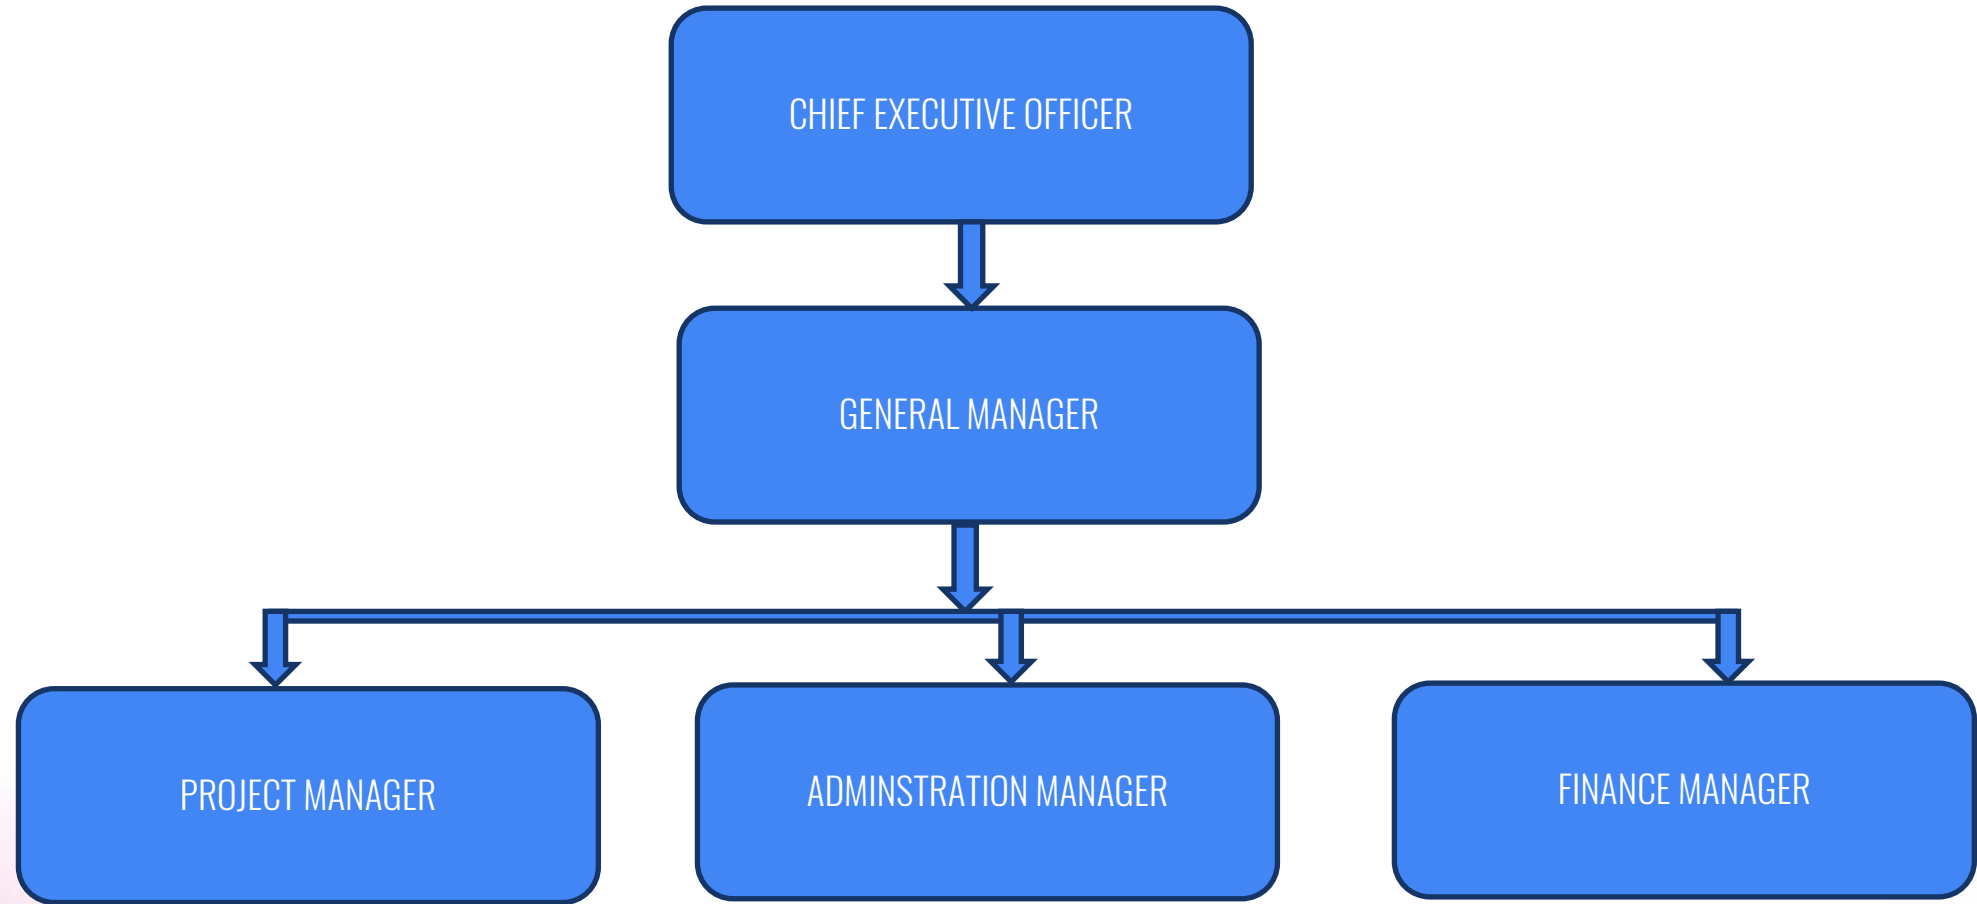 CHIEF EXECUTIVE OFFICER
GENERAL MANAGER
PROJECT MANAGER
ADMINSTRATION MANAGER
FINANCE MANAGER